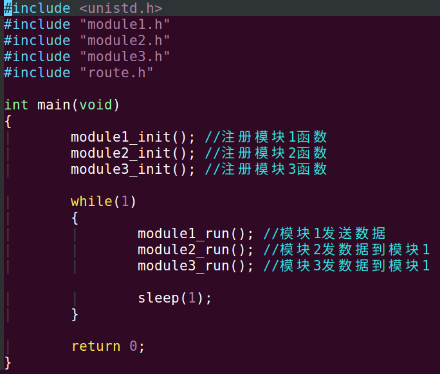 #include <unistd.h>
#include "module1.h"
#include "module2.h"
#include "module3.h"
#include "route.h"
int main(void)
{
module1_init(); //注册模块1函数
module2_init(); //注册模块2函数
module3_init(); //注册模块3函数
while(1)
{
module1_run(); //模块1发送数据
module2_run(); //模块2发数据到模块1
module3_run(); //模块3发数据到模块1
sleep(1);
}
return 0;
}